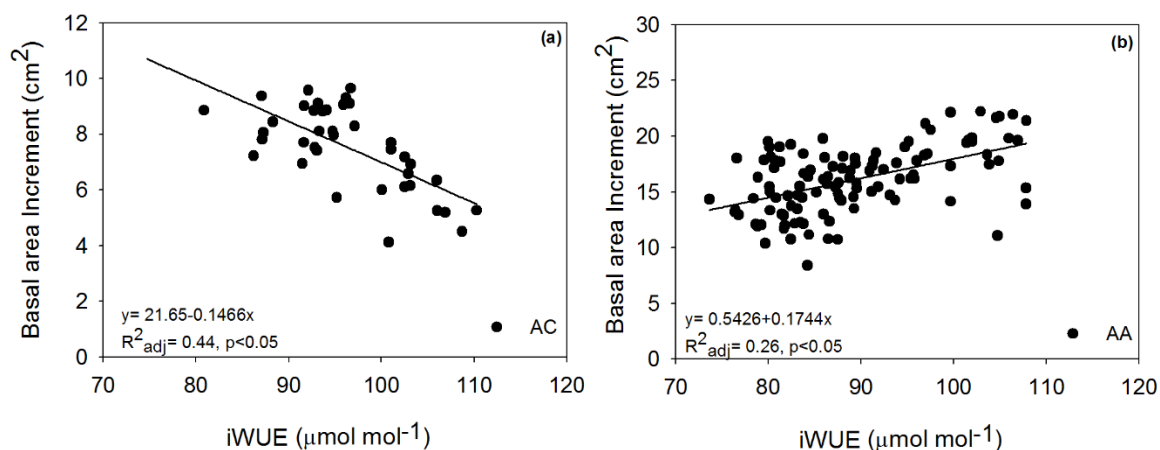 Basal area Increment (cm²)
12
10
8
6
4
2
0
(a)
y= 21.65-0.1466x
R²adj= 0.44, p<0.05
AC
70 80 90 100 110 120
iWUE (μmol mol⁻¹)
Basal area Increment (cm²)
30
25
20
15
10
5
0
(b)
y= 0.5426+0.1744x
R²adj= 0.26, p<0.05
AA
70 80 90 100 110 120
iWUE (μmol mol⁻¹)